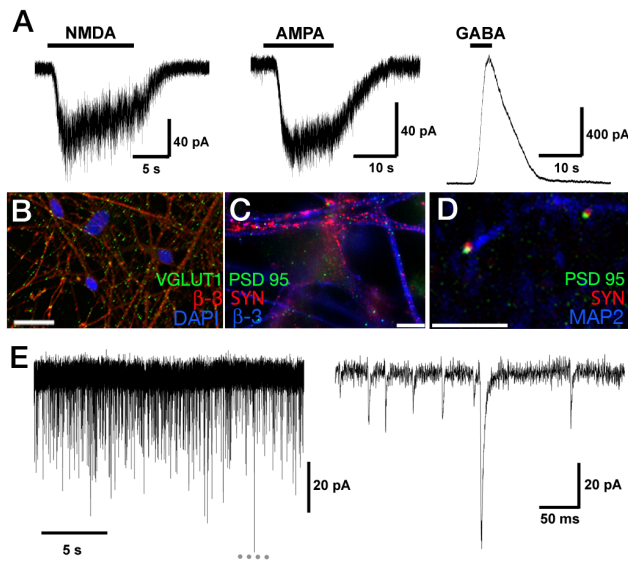 A
NMDA
AMPA
GABA
40 pA
5 s
40 pA
10 s
400 pA
10 s
B
VGLUT1
β-3
DAPI
C
PSD 95
SYN
β-3
D
PSD 95
SYN
MAP2
E
20 pA
5 s
20 pA
50 ms